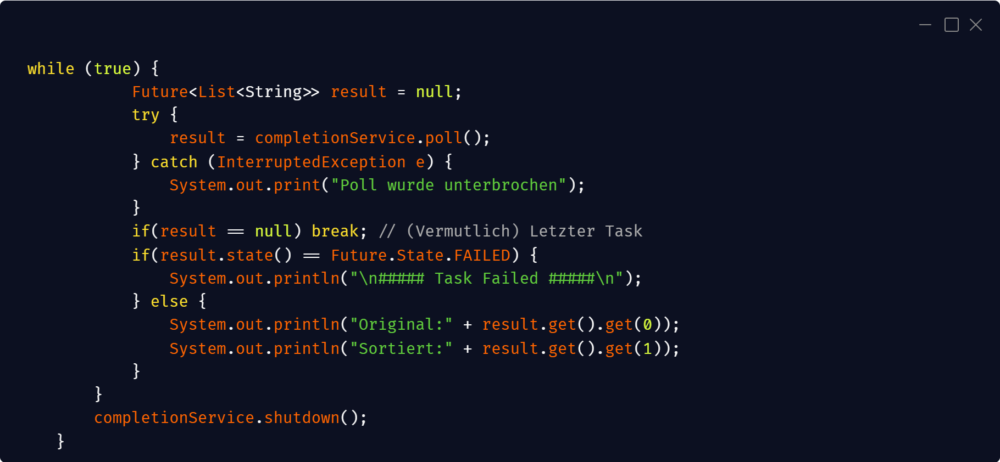 while (true) {
Future<List<String>> result = null;
try {
result = completionService.poll();
} catch (InterruptedException e) {
System.out.print("Poll wurde unterbrochen");
}
if(result == null) break; // (Vermutlich) Letzter Task
if(result.state() == Future.State.FAILED) {
System.out.println("\n##### Task Failed #####\n");
} else {
System.out.println("Original:" + result.get().get(0));
System.out.println("Sortiert:" + result.get().get(1));
}
}
completionService.shutdown();
}